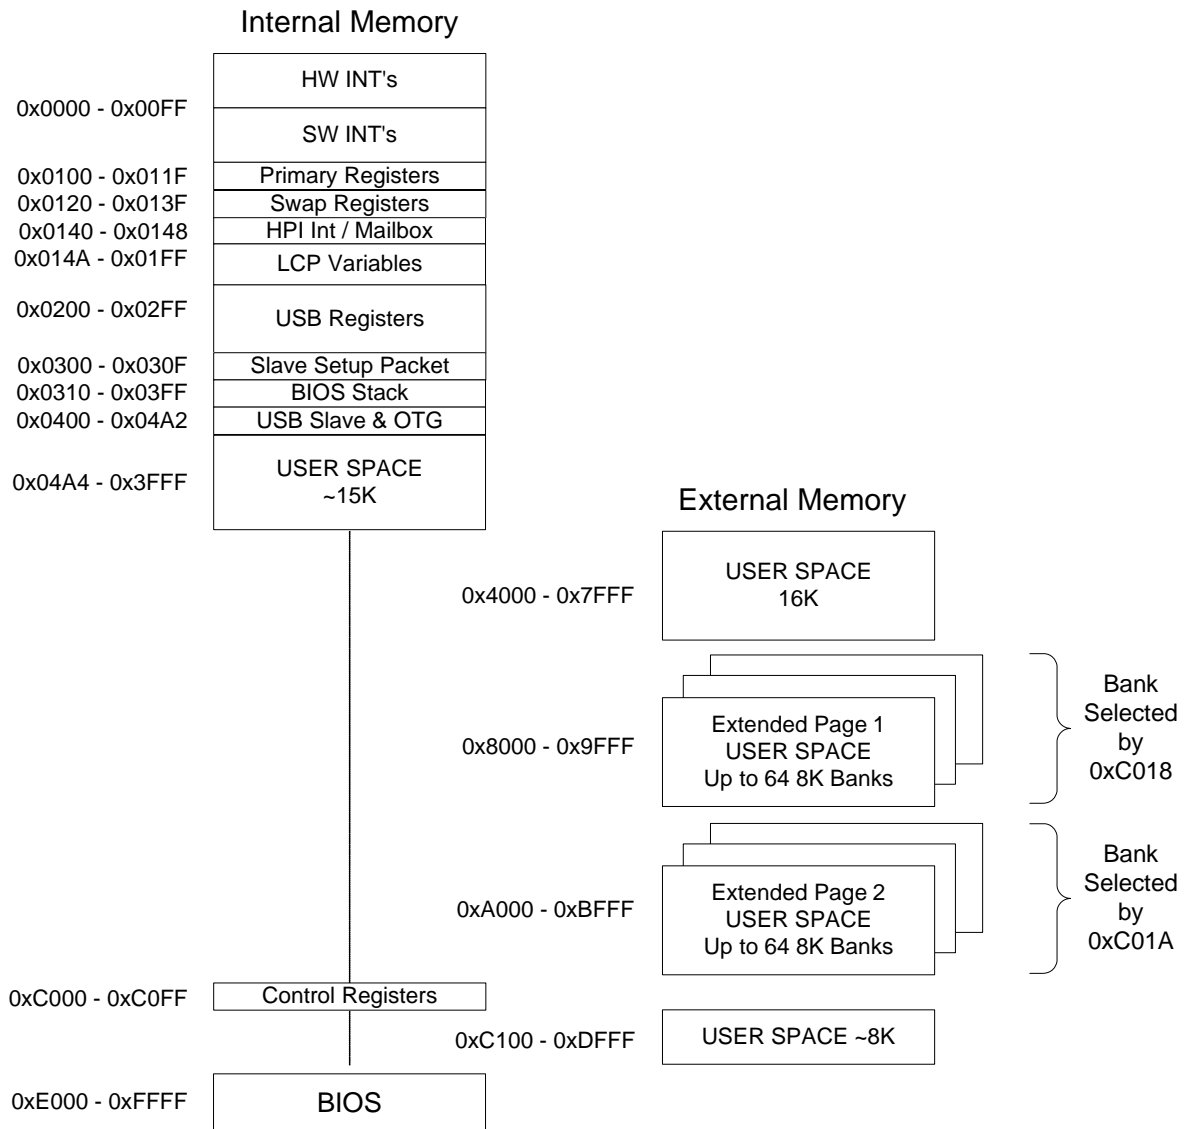 Internal Memory
HW INT's
0x0000 - 0x00FF
SW INT's
0x0100 - 0x011F
Primary Registers
0x0120 - 0x013F
Swap Registers
0x0140 - 0x0148
HPI Int / Mailbox
0x014A - 0x01FF
LCP Variables
0x0200 - 0x02FF
USB Registers
0x0300 - 0x030F
Slave Setup Packet
0x0310 - 0x03FF
BIOS Stack
0x0400 - 0x04A2
USB Slave & OTG
0x04A4 - 0x3FFF
USER SPACE
~15K
External Memory
0x4000 - 0x7FFF
USER SPACE
16K
0x8000 - 0x9FFF
Extended Page 1
USER SPACE
Up to 64 8K Banks
Bank
Selected
by
0xC018
0xA000 - 0xBFFF
Extended Page 2
USER SPACE
Up to 64 8K Banks
Bank
Selected
by
0xC01A
0xC000 - 0xC0FF
Control Registers
0xC100 - 0xDFFF
USER SPACE ~8K
0xE000 - 0xFFFF
BIOS